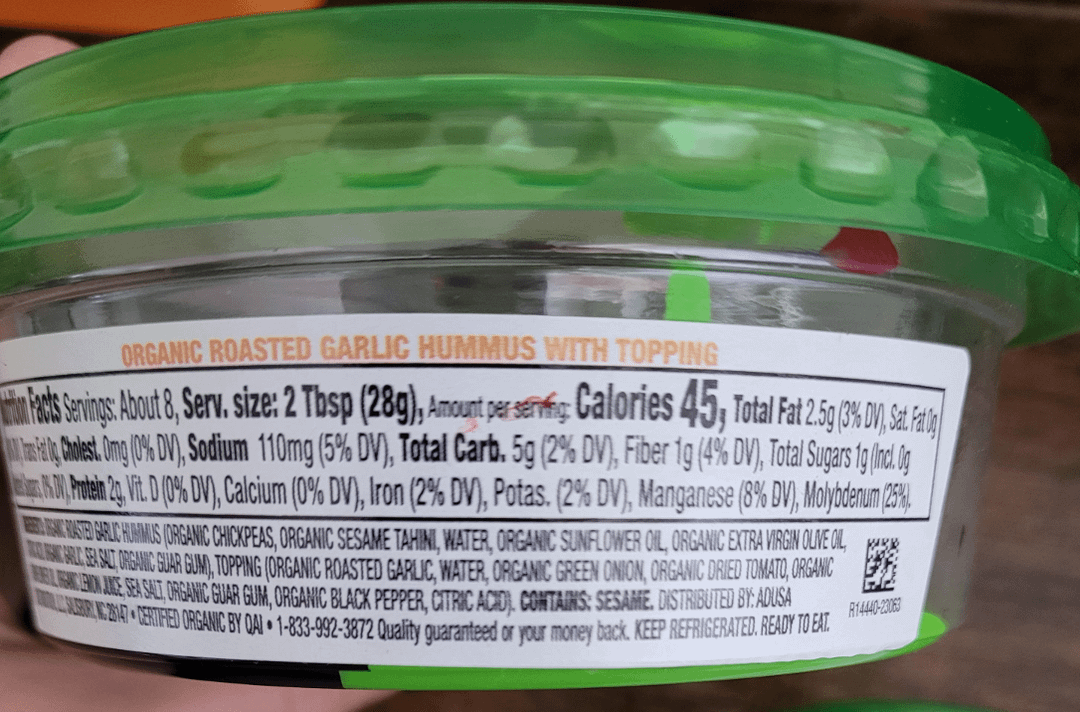 ORGANIC ROASTED GARLIC HUMMUS WITH TOPPING
Facts Servings: About 8, Serv. size: 2 Tbsp (28g), Amount per serving: Calories 45, Total Fat 2.5g (3% DV), Sat. Fat 0g
Trans Fat 0g, Cholest. 0mg (0% DV), Sodium 110mg (5% DV), Total Carb. 5g (2% DV), Fiber 1g (4% DV), Total Sugars 1g (Incl. 0g
Sugars, 0% DV), Protein 2g, Vit. D (0% DV), Calcium (0% DV), Iron (2% DV), Potas. (2% DV), Manganese (8% DV), Molybdenum (25%).
ORGANIC ROASTED GARLIC HUMMUS (ORGANIC CHICKPEAS, ORGANIC SESAME TAHINI, WATER, ORGANIC SUNFLOWER OIL, ORGANIC EXTRA VIRGIN OLIVE OIL,
ORGANIC GARLIC, SEA SALT, ORGANIC GUAR GUM), TOPPING (ORGANIC ROASTED GARLIC, WATER, ORGANIC GREEN ONION, ORGANIC DRIED TOMATO, ORGANIC
OIL, ORGANIC LEMON JUICE, SEA SALT, ORGANIC GUAR GUM, ORGANIC BLACK PEPPER, CITRIC ACID). CONTAINS: SESAME. DISTRIBUTED BY: ADUSA
SALISBURY, NC 28147 • CERTIFIED ORGANIC BY QAI • 1-833-992-3872 Quality guaranteed or your money back. KEEP REFRIGERATED. READY TO EAT.
R14440-23063